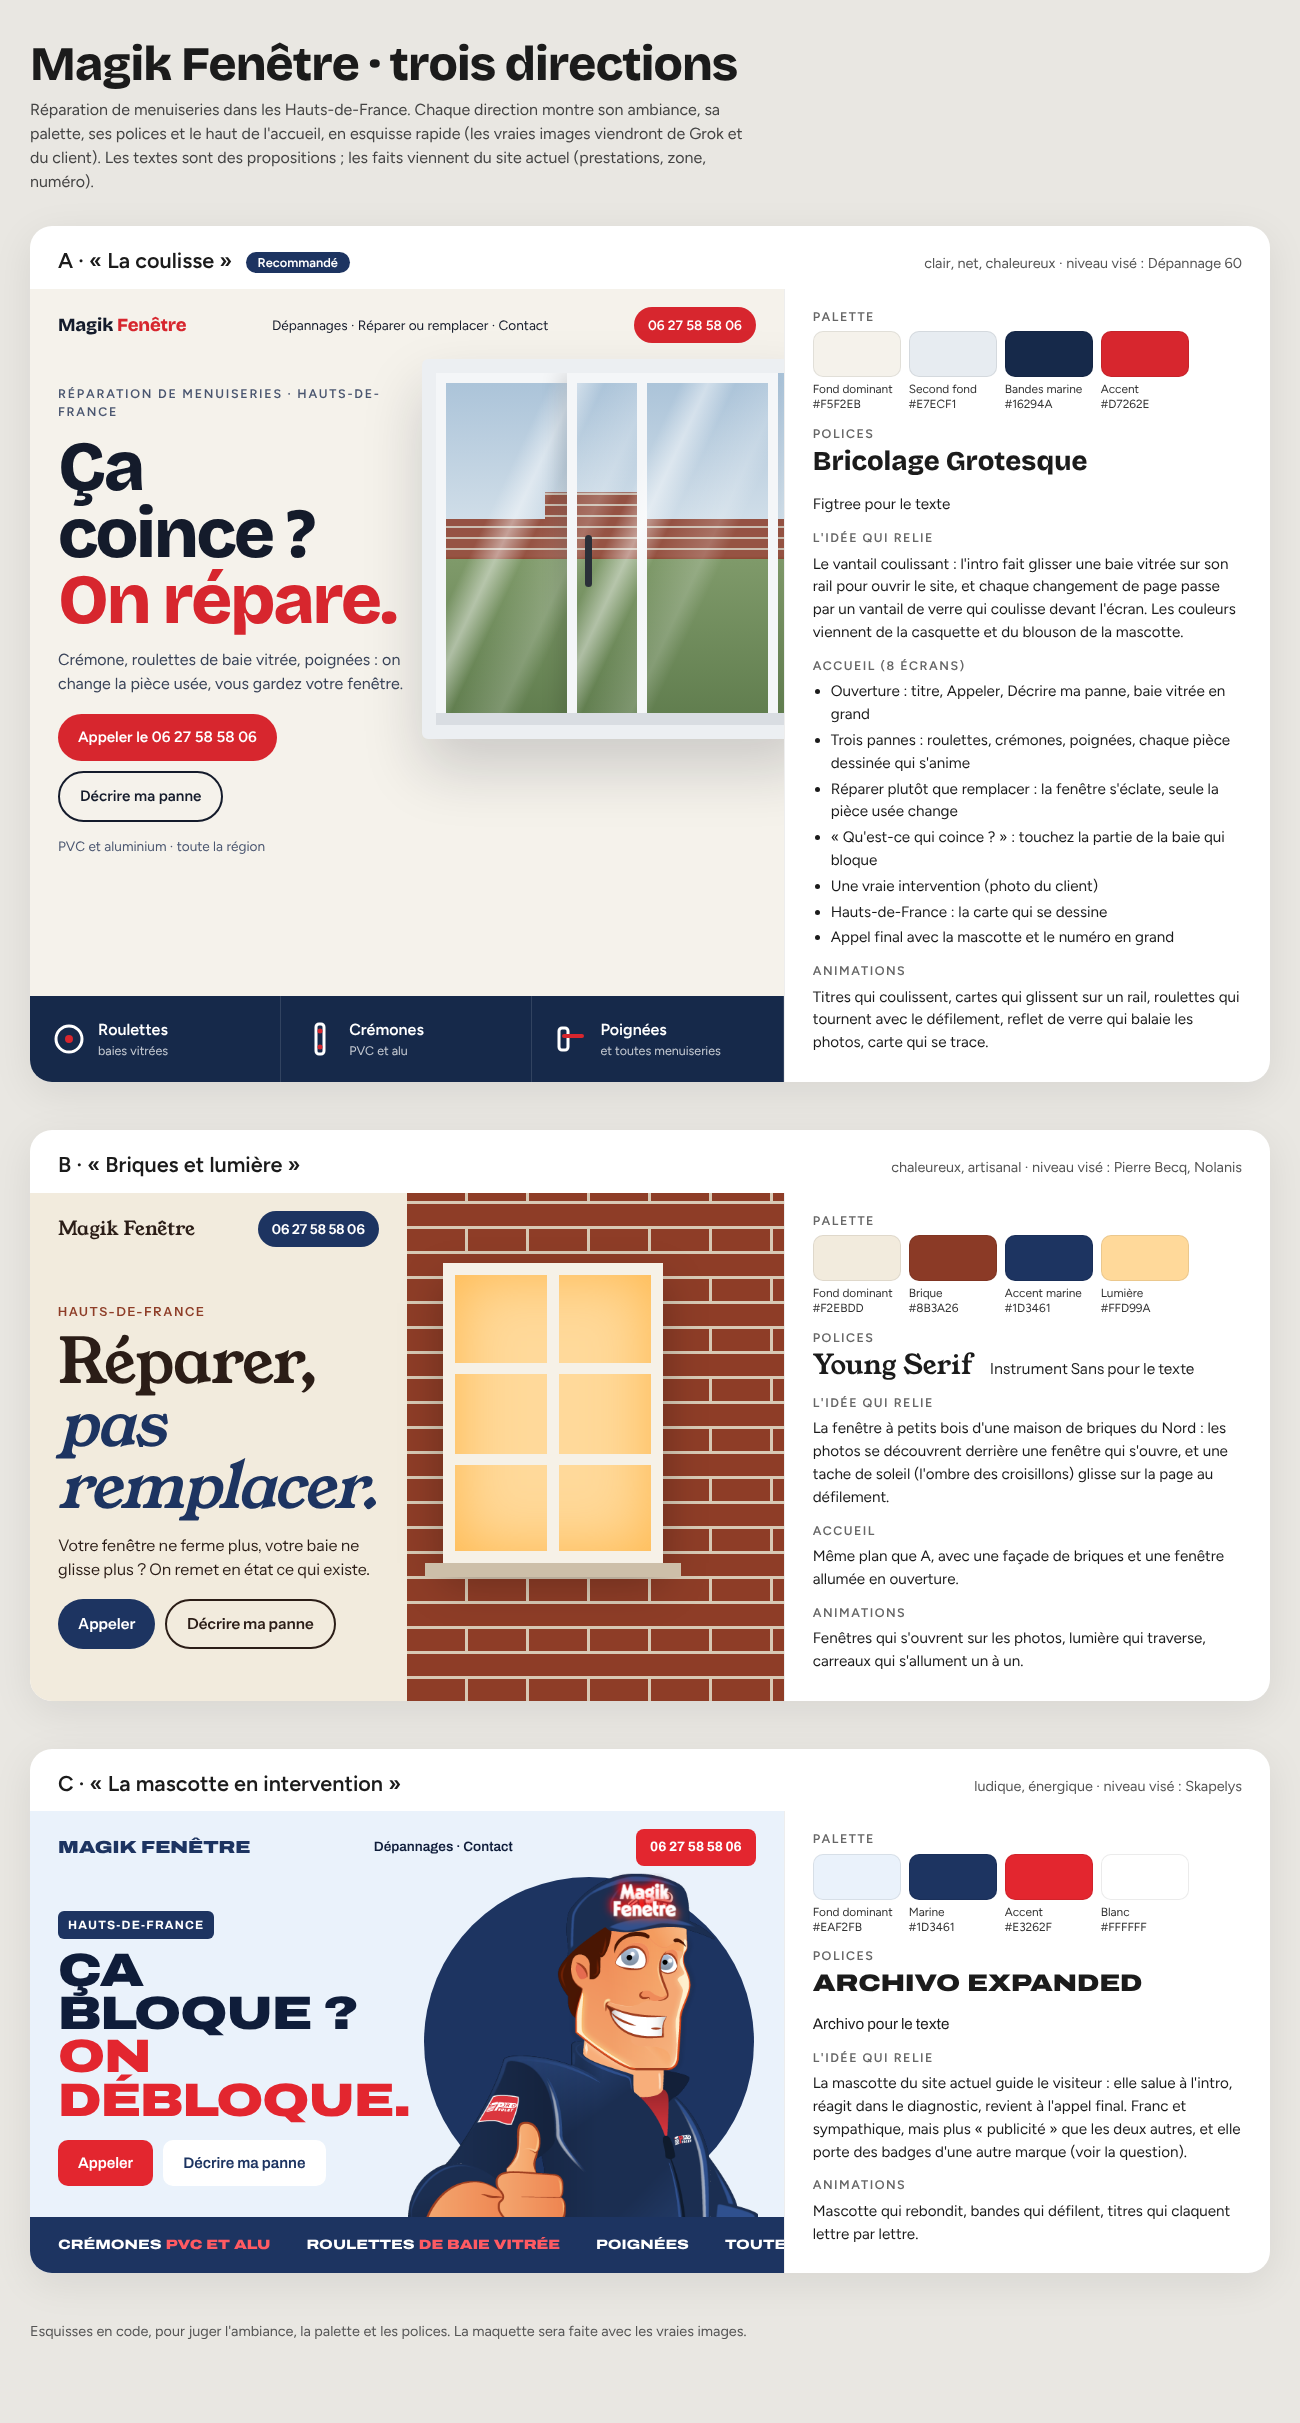 Magik Fenêtre · trois directions
Réparation de menuiseries dans les Hauts-de-France. Chaque direction montre son ambiance, sa
palette, ses polices et le haut de l'accueil, en esquisse rapide (les vraies images viendront de Grok et
du client). Les textes sont des propositions ; les faits viennent du site actuel (prestations, zone,
numéro).
A · « La coulisse »
Recommandé
clair, net, chaleureux · niveau visé : Dépannage 60
Magik Fenêtre
Dépannages · Réparer ou remplacer · Contact
06 27 58 58 06
RÉPARATION DE MENUISERIES · HAUTS-DE-
FRANCE
Ça
coince ?
On répare.
Crémone, roulettes de baie vitrée, poignées : on
change la pièce usée, vous gardez votre fenêtre.
Appeler le 06 27 58 58 06
Décrire ma panne
PVC et aluminium · toute la région
Roulettes
baies vitrées
Crémones
PVC et alu
Poignées
et toutes menuiseries
PALETTE
Fond dominant
#F5F2EB
Second fond
#E7ECF1
Bandes marine
#16294A
Accent
#D7262E
POLICES
Bricolage Grotesque
Figtree pour le texte
L'IDÉE QUI RELIE
Le vantail coulissant : l'intro fait glisser une baie vitrée sur son
rail pour ouvrir le site, et chaque changement de page passe
par un vantail de verre qui coulisse devant l'écran. Les couleurs
viennent de la casquette et du blouson de la mascotte.
ACCUEIL (8 ÉCRANS)
• Ouverture : titre, Appeler, Décrire ma panne, baie vitrée en
grand
• Trois pannes : roulettes, crémones, poignées, chaque pièce
dessinée qui s'anime
• Réparer plutôt que remplacer : la fenêtre s'éclate, seule la
pièce usée change
• « Qu'est-ce qui coince ? » : touchez la partie de la baie qui
bloque
• Une vraie intervention (photo du client)
• Hauts-de-France : la carte qui se dessine
• Appel final avec la mascotte et le numéro en grand
ANIMATIONS
Titres qui coulissent, cartes qui glissent sur un rail, roulettes qui
tournent avec le défilement, reflet de verre qui balaie les
photos, carte qui se trace.
B · « Briques et lumière »
chaleureux, artisanal · niveau visé : Pierre Becq, Nolanis
Magik Fenêtre
06 27 58 58 06
HAUTS-DE-FRANCE
Réparer,
pas
remplacer.
Votre fenêtre ne ferme plus, votre baie ne
glisse plus ? On remet en état ce qui existe.
Appeler
Décrire ma panne
PALETTE
Fond dominant
#F2EBDD
Brique
#8B3A26
Accent marine
#1D3461
Lumière
#FFD99A
POLICES
Young Serif
Instrument Sans pour le texte
L'IDÉE QUI RELIE
La fenêtre à petits bois d'une maison de briques du Nord : les
photos se découvrent derrière une fenêtre qui s'ouvre, et une
tache de soleil (l'ombre des croisillons) glisse sur la page au
défilement.
ACCUEIL
Même plan que A, avec une façade de briques et une fenêtre
allumée en ouverture.
ANIMATIONS
Fenêtres qui s'ouvrent sur les photos, lumière qui traverse,
carreaux qui s'allument un à un.
C · « La mascotte en intervention »
ludique, énergique · niveau visé : Skapelys
MAGIK FENÊTRE
Dépannages · Contact
06 27 58 58 06
Magik
Fenetre
HAUTS-DE-FRANCE
ÇA
BLOQUE ?
ON
DÉBLOQUE.
Appeler
Décrire ma panne
CRÉMONES PVC ET ALU
ROULETTES DE BAIE VITRÉE
POIGNÉES
TOUTE
PALETTE
Fond dominant
#EAF2FB
Marine
#1D3461
Accent
#E3262F
Blanc
#FFFFFF
POLICES
ARCHIVO EXPANDED
Archivo pour le texte
L'IDÉE QUI RELIE
La mascotte du site actuel guide le visiteur : elle salue à l'intro,
réagit dans le diagnostic, revient à l'appel final. Franc et
sympathique, mais plus « publicité » que les deux autres, et elle
porte des badges d'une autre marque (voir la question).
ANIMATIONS
Mascotte qui rebondit, bandes qui défilent, titres qui claquent
lettre par lettre.
Esquisses en code, pour juger l'ambiance, la palette et les polices. La maquette sera faite avec les vraies images.